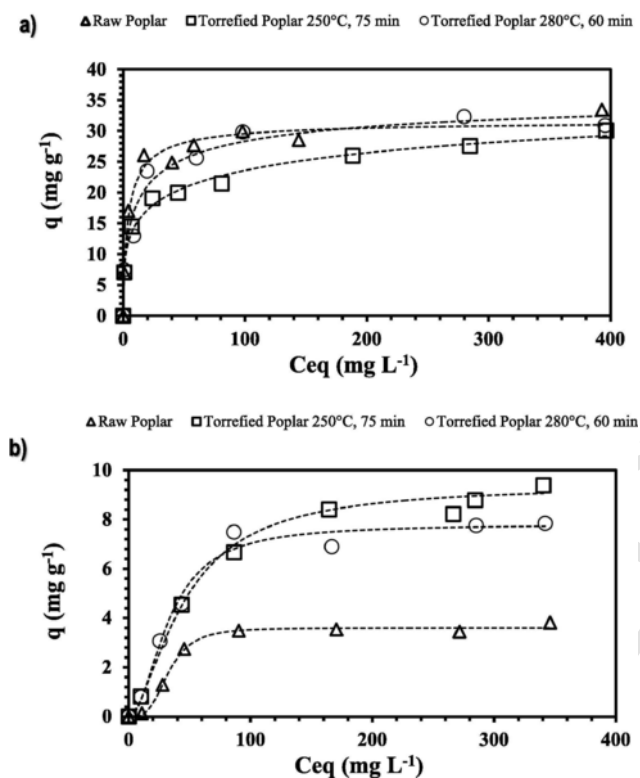 a)
Raw Poplar Torrefied Poplar 250°C, 75 min Torrefied Poplar 280°C, 60 min
40
35
30
25
20
15
10
5
0
q (mg g⁻¹)
0 100 200 300 400
Ceq (mg L⁻¹)
Raw Poplar Torrefied Poplar 250°C, 75 min Torrefied Poplar 280°C, 60 min
b)
10
8
6
4
2
0
q (mg g⁻¹)
0 100 200 300 400
Ceq (mg L⁻¹)